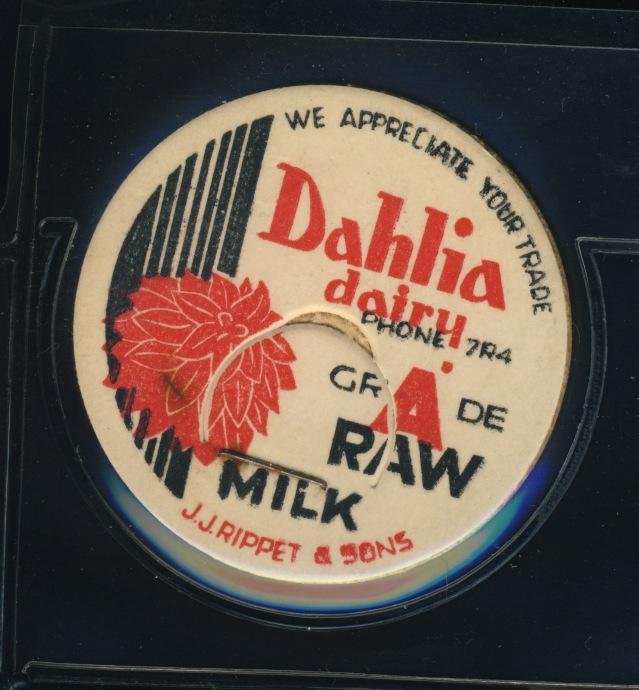 WE APPRECIATE YOUR TRADE
Dahlia
dairy
PHONE 7R4
GRADE
RAW
MILK
J.J.RIPPET & SONS